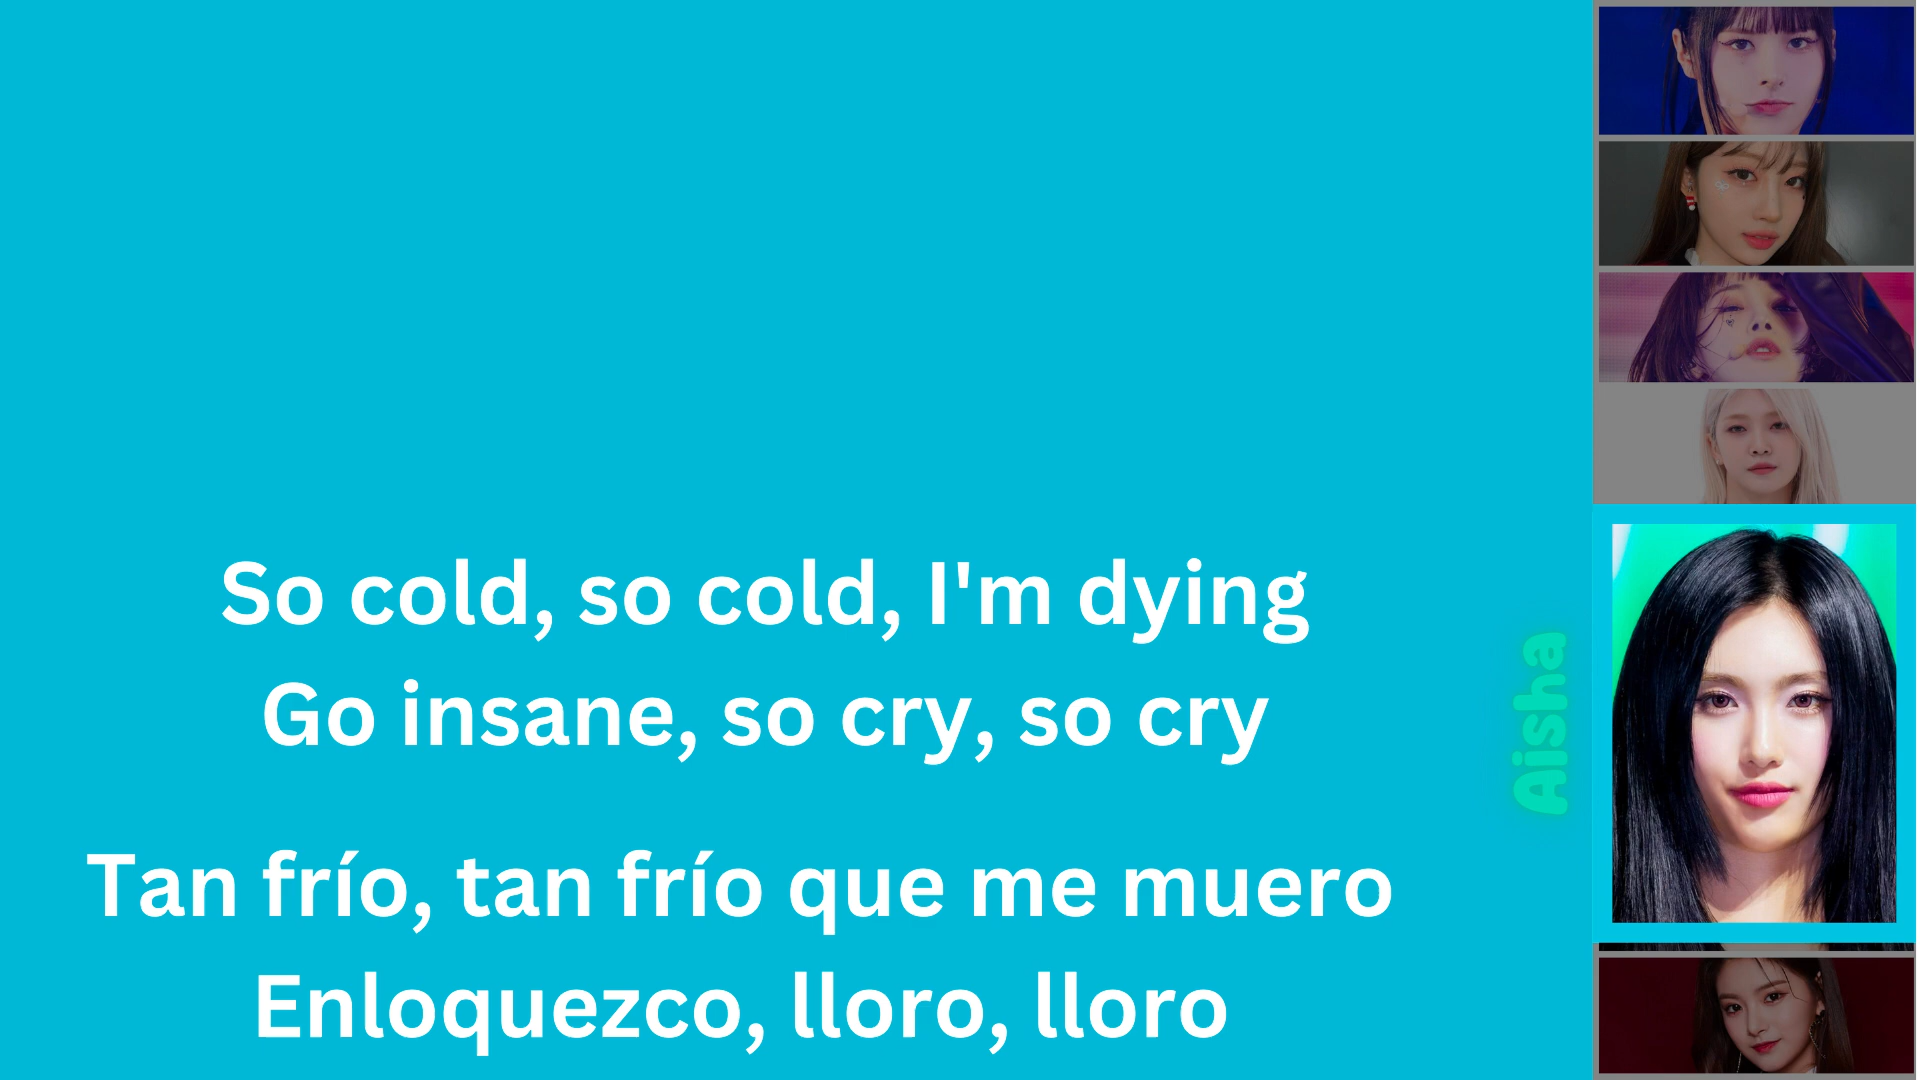 So cold, so cold, I'm dying
Go insane, so cry, so cry
Tan frío, tan frío que me muero
Enloquezco, lloro, lloro
Aisha